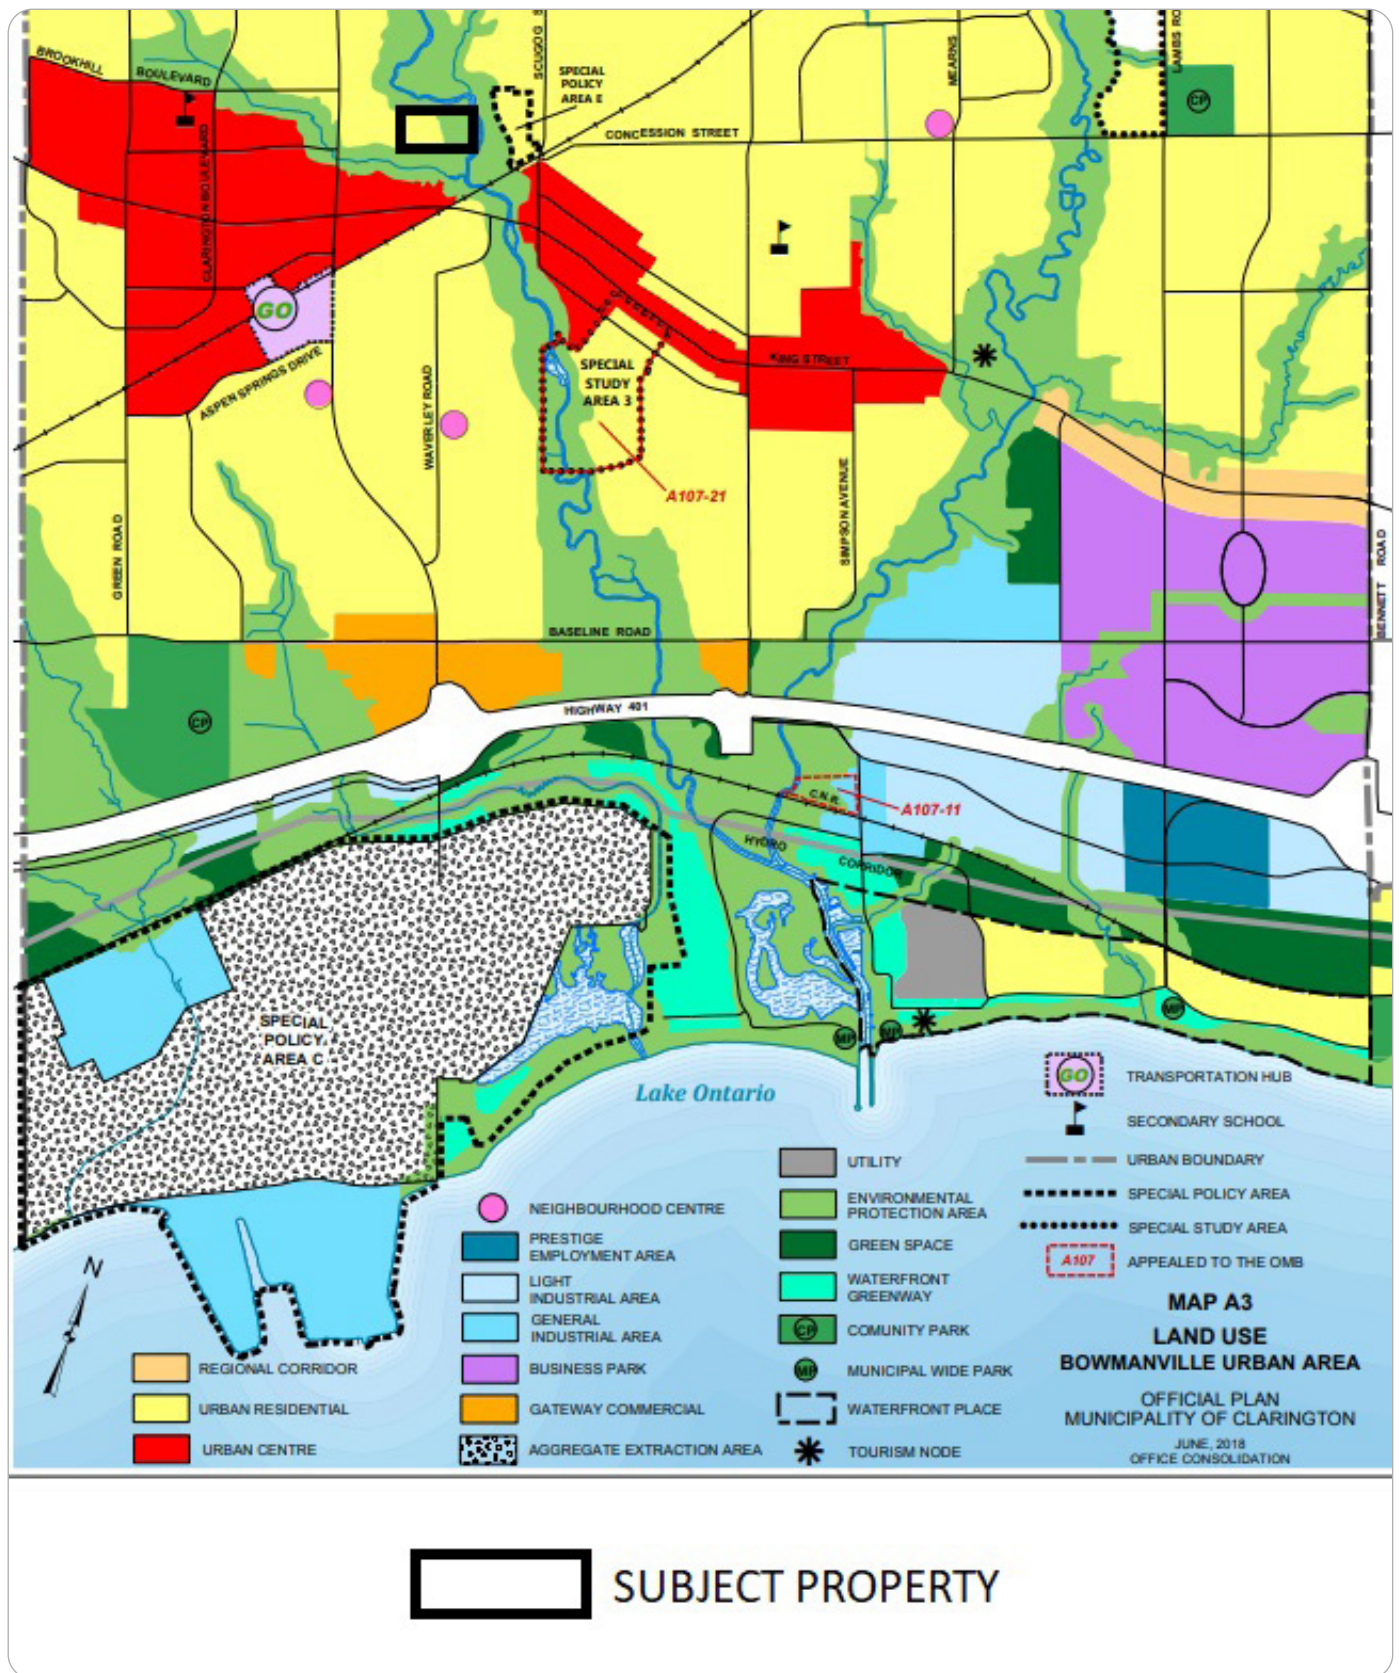 BROOKHILL
BOULEVARD
CLARINGTON BOULEVARD
SCUGOG S
SPECIAL
POLICY
AREA E
CONCESSION STREET
MEARNS
LAMBS RO
CP
GO
ASPEN SPRINGS DRIVE
WAVERLEY ROAD
SPECIAL
STUDY
AREA 3
A107-21
KING STREET
SIMPSON AVENUE
GREEN ROAD
BENNETT ROAD
BASELINE ROAD
CP
HIGHWAY 401
C.N.R.
A107-11
HYDRO
CORRIDOR
SPECIAL
POLICY
AREA C
MP
MP
MP
Lake Ontario
N
REGIONAL CORRIDOR
URBAN RESIDENTIAL
URBAN CENTRE
NEIGHBOURHOOD CENTRE
PRESTIGE
EMPLOYMENT AREA
LIGHT
INDUSTRIAL AREA
GENERAL
INDUSTRIAL AREA
BUSINESS PARK
GATEWAY COMMERCIAL
AGGREGATE EXTRACTION AREA
UTILITY
ENVIRONMENTAL
PROTECTION AREA
GREEN SPACE
WATERFRONT
GREENWAY
CP COMUNITY PARK
MP MUNICIPAL WIDE PARK
WATERFRONT PLACE
TOURISM NODE
GO TRANSPORTATION HUB
SECONDARY SCHOOL
URBAN BOUNDARY
SPECIAL POLICY AREA
SPECIAL STUDY AREA
A107 APPEALED TO THE OMB
MAP A3
LAND USE
BOWMANVILLE URBAN AREA
OFFICIAL PLAN
MUNICIPALITY OF CLARINGTON
JUNE, 2018
OFFICE CONSOLIDATION
SUBJECT PROPERTY